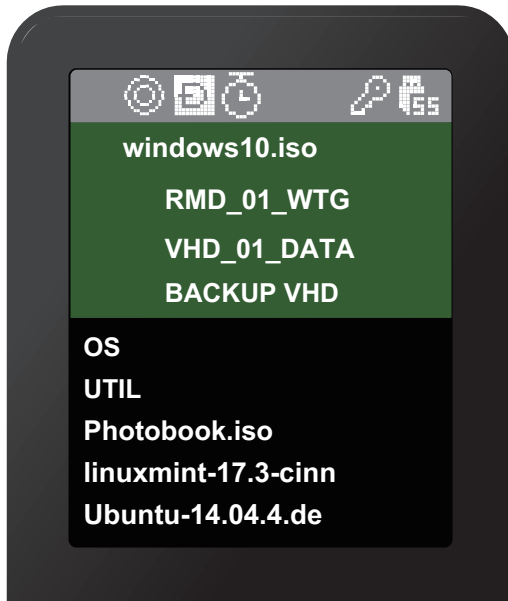 SS
windows10.iso
RMD_01_WTG
VHD_01_DATA
BACKUP VHD
OS
UTIL
Photobook.iso
linuxmint-17.3-cinn
Ubuntu-14.04.4.de